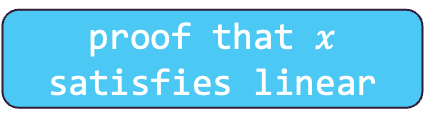 proof that x
satisfies linear